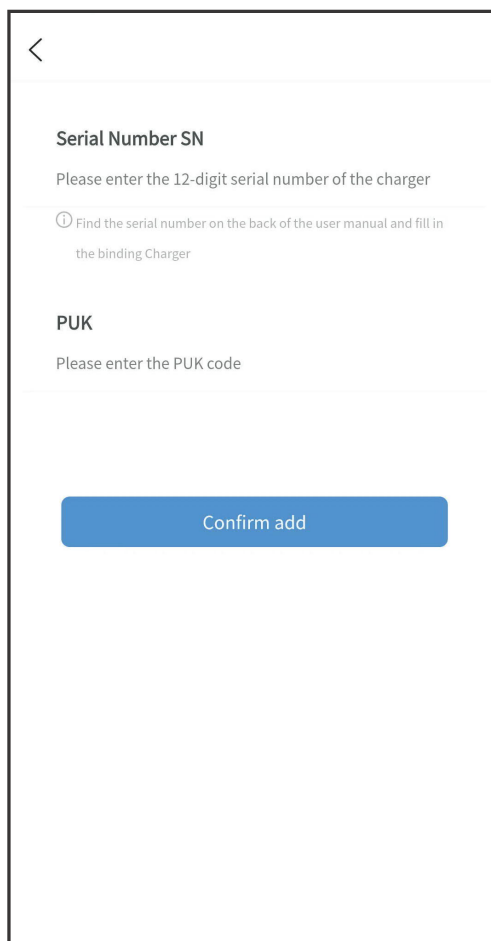 Serial Number SN
Please enter the 12-digit serial number of the charger
Find the serial number on the back of the user manual and fill in
the binding Charger
PUK
Please enter the PUK code
Confirm add